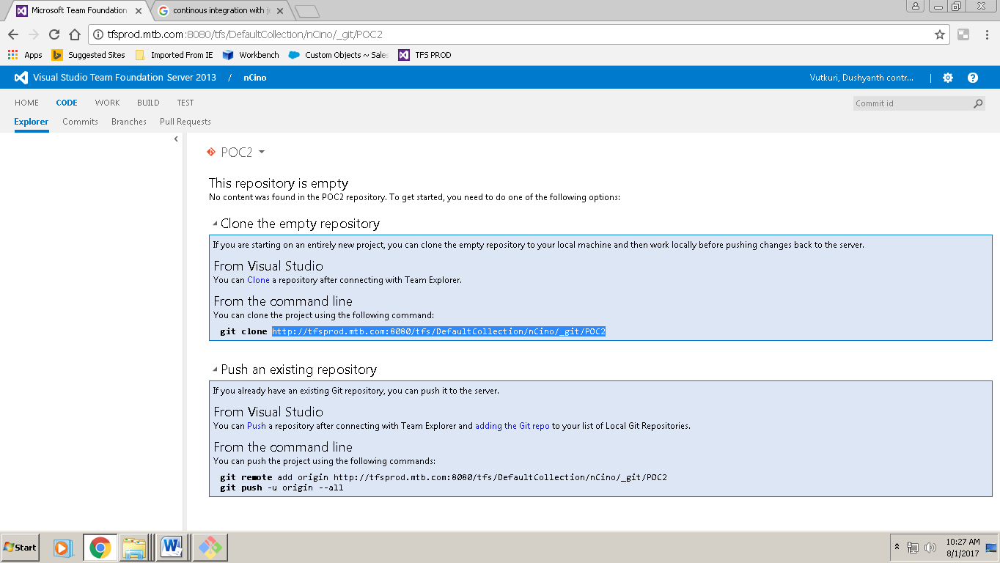 Microsoft Team Foundation
continous integration with je
tfsprod.mtb.com:8080/tfs/DefaultCollection/nCino/_git/POC2
Apps Suggested Sites Imported From IE Workbench Custom Objects ~ Sales TFS PROD
Visual Studio Team Foundation Server 2013 / nCino Vutkuri, Dushyanth contr... |
HOME CODE WORK BUILD TEST Commit id
Explorer Commits Branches Pull Requests
POC2
This repository is empty
No content was found in the POC2 repository. To get started, you need to do one of the following options:
Clone the empty repository
If you are starting on an entirely new project, you can clone the empty repository to your local machine and then work locally before pushing changes back to the server.
From Visual Studio
You can Clone a repository after connecting with Team Explorer.
From the command line
You can clone the project using the following command:
git clone http://tfsprod.mtb.com:8080/tfs/DefaultCollection/nCino/_git/POC2
Push an existing repository
If you already have an existing Git repository, you can push it to the server.
From Visual Studio
You can Push a repository after connecting with Team Explorer and adding the Git repo to your list of Local Git Repositories.
From the command line
You can push the project using the following commands:
git remote add origin http://tfsprod.mtb.com:8080/tfs/DefaultCollection/nCino/_git/POC2
git push -u origin --all
Start
10:27 AM
8/1/2017